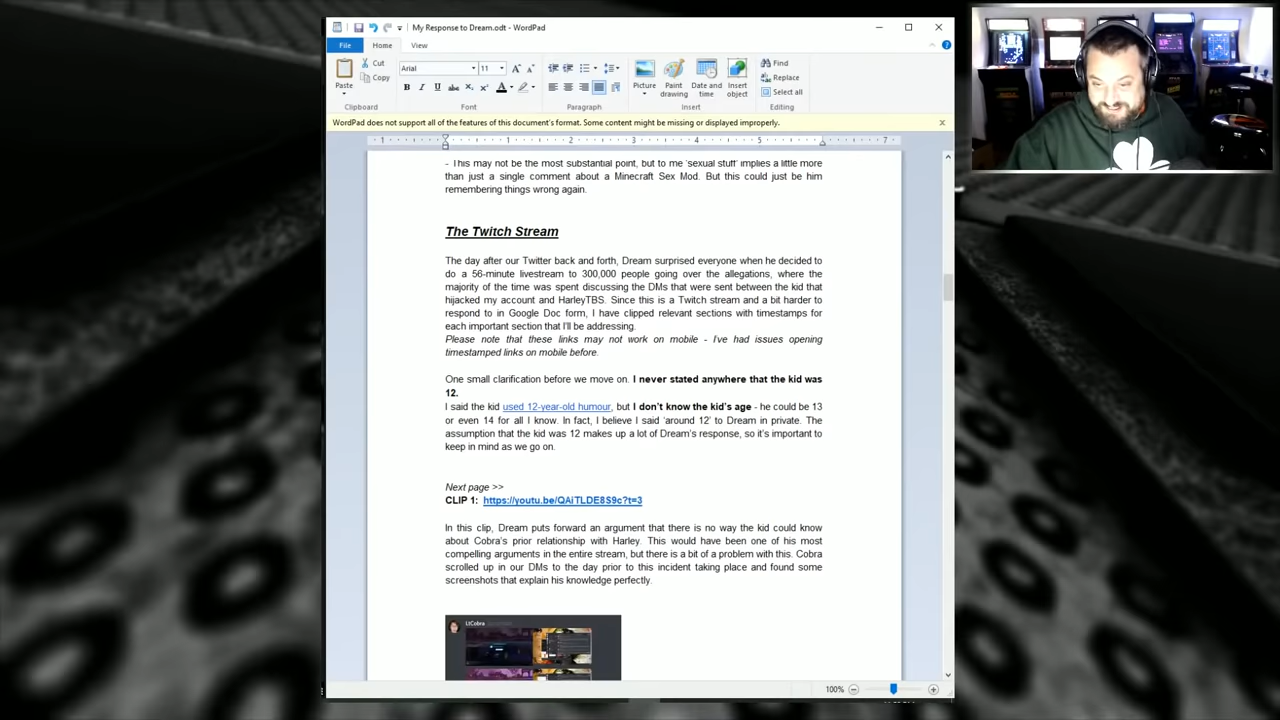 My Response to Dream.odt - WordPad
File
Home
View
Paste
Cut
Copy
Clipboard
Arial
11
Font
Paragraph
Picture
Paint drawing
Date and time
Insert object
Insert
Find
Replace
Select all
Editing
WordPad does not support all of the features of this document's format. Some content might be missing or displayed improperly.
- This may not be the most substantial point, but to me 'sexual stuff' implies a little more
than just a single comment about a Minecraft Sex Mod. But this could just be him
remembering things wrong again.
The Twitch Stream
The day after our Twitter back and forth, Dream surprised everyone when he decided to
do a 56-minute livestream to 300,000 people going over the allegations, where the
majority of the time was spent discussing the DMs that were sent between the kid that
hijacked my account and HarleyTBS. Since this is a Twitch stream and a bit harder to
respond to in Google Doc form, I have clipped relevant sections with timestamps for
each important section that I'll be addressing.
Please note that these links may not work on mobile - I've had issues opening
timestamped links on mobile before.
One small clarification before we move on. I never stated anywhere that the kid was
12.
I said the kid used 12-year-old humour, but I don't know the kid's age - he could be 13
or even 14 for all I know. In fact, I believe I said 'around 12' to Dream in private. The
assumption that the kid was 12 makes up a lot of Dream's response, so it's important to
keep in mind as we go on.
Next page >>
CLIP 1: https://youtu.be/QAiTLDE8S9c?t=3
In this clip, Dream puts forward an argument that there is no way the kid could know
about Cobra's prior relationship with Harley. This would have been one of his most
compelling arguments in the entire stream, but there is a bit of a problem with this. Cobra
scrolled up in our DMs to the day prior to this incident taking place and found some
screenshots that explain his knowledge perfectly.
LtCobra
100%